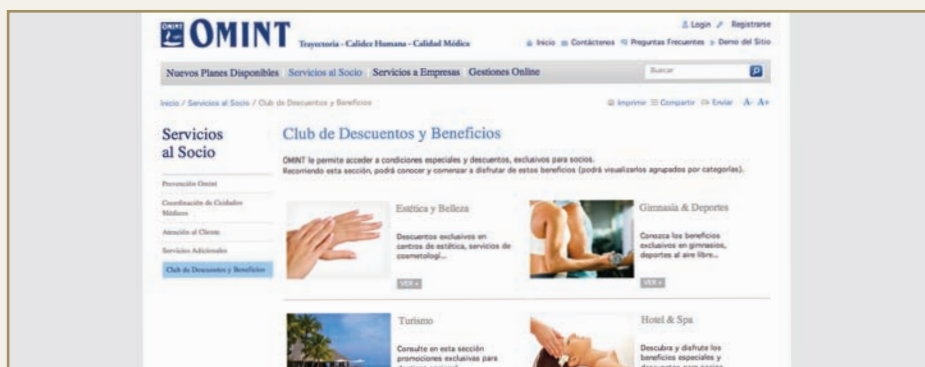 OMINT
OMINT Trayectoria - Calidez Humana - Calidad Médica
Login Registrarse
Inicio Contáctenos Preguntas Frecuentes Demo del Sitio
Nuevos Planes Disponibles Servicios al Socio Servicios a Empresas Gestiones Online
Buscar
Inicio / Servicios al Socio / Club de Descuentos y Beneficios
Imprimir Compartir Enviar A- A+
Servicios
al Socio
Prevención Omint
Coordinación de Cuidados
Médicos
Atención al Cliente
Servicios Adicionales
Club de Descuentos y Beneficios
Club de Descuentos y Beneficios
OMINT le permite acceder a condiciones especiales y descuentos, exclusivos para socios.
Recorriendo esta sección, podrá conocer y comenzar a disfrutar de estos beneficios (podrá visualizarlos agrupados por categorías).
Estética y Belleza
Descuentos exclusivos en
centros de estética, servicios de
cosmetologí...
VER »
Gimnasia & Deportes
Conozca los beneficios
exclusivos en gimnasios,
deportes al aire libre...
VER »
Turismo
Consulte en esta sección
promociones exclusivas para
Hotel & Spa
Descubra y disfrute los
beneficios especiales y
descuentos para socios